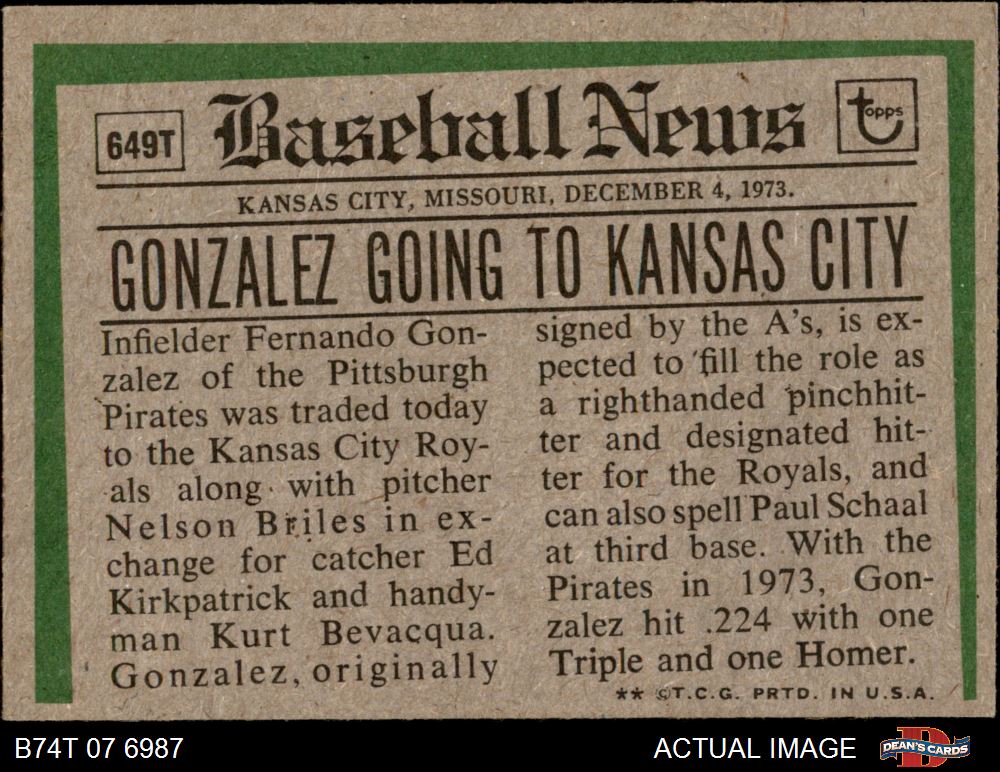 649T
Baseball News
topps
KANSAS CITY, MISSOURI, DECEMBER 4, 1973.
GONZALEZ GOING TO KANSAS CITY
Infielder Fernando Gon-
zalez of the Pittsburgh
Pirates was traded today
to the Kansas City Roy-
als along with pitcher
Nelson Briles in ex-
change for catcher Ed
Kirkpatrick and handy-
man Kurt Bevacqua.
Gonzalez, originally
signed by the A's, is ex-
pected to fill the role as
a righthanded pinchhit-
ter and designated hit-
ter for the Royals, and
can also spell Paul Schaal
at third base. With the
Pirates in 1973, Gon-
zalez hit .224 with one
Triple and one Homer.
** ©T.C.G. PRTD. IN U.S.A.
B74T 07 6987
ACTUAL IMAGE
DEAN'S CARDS